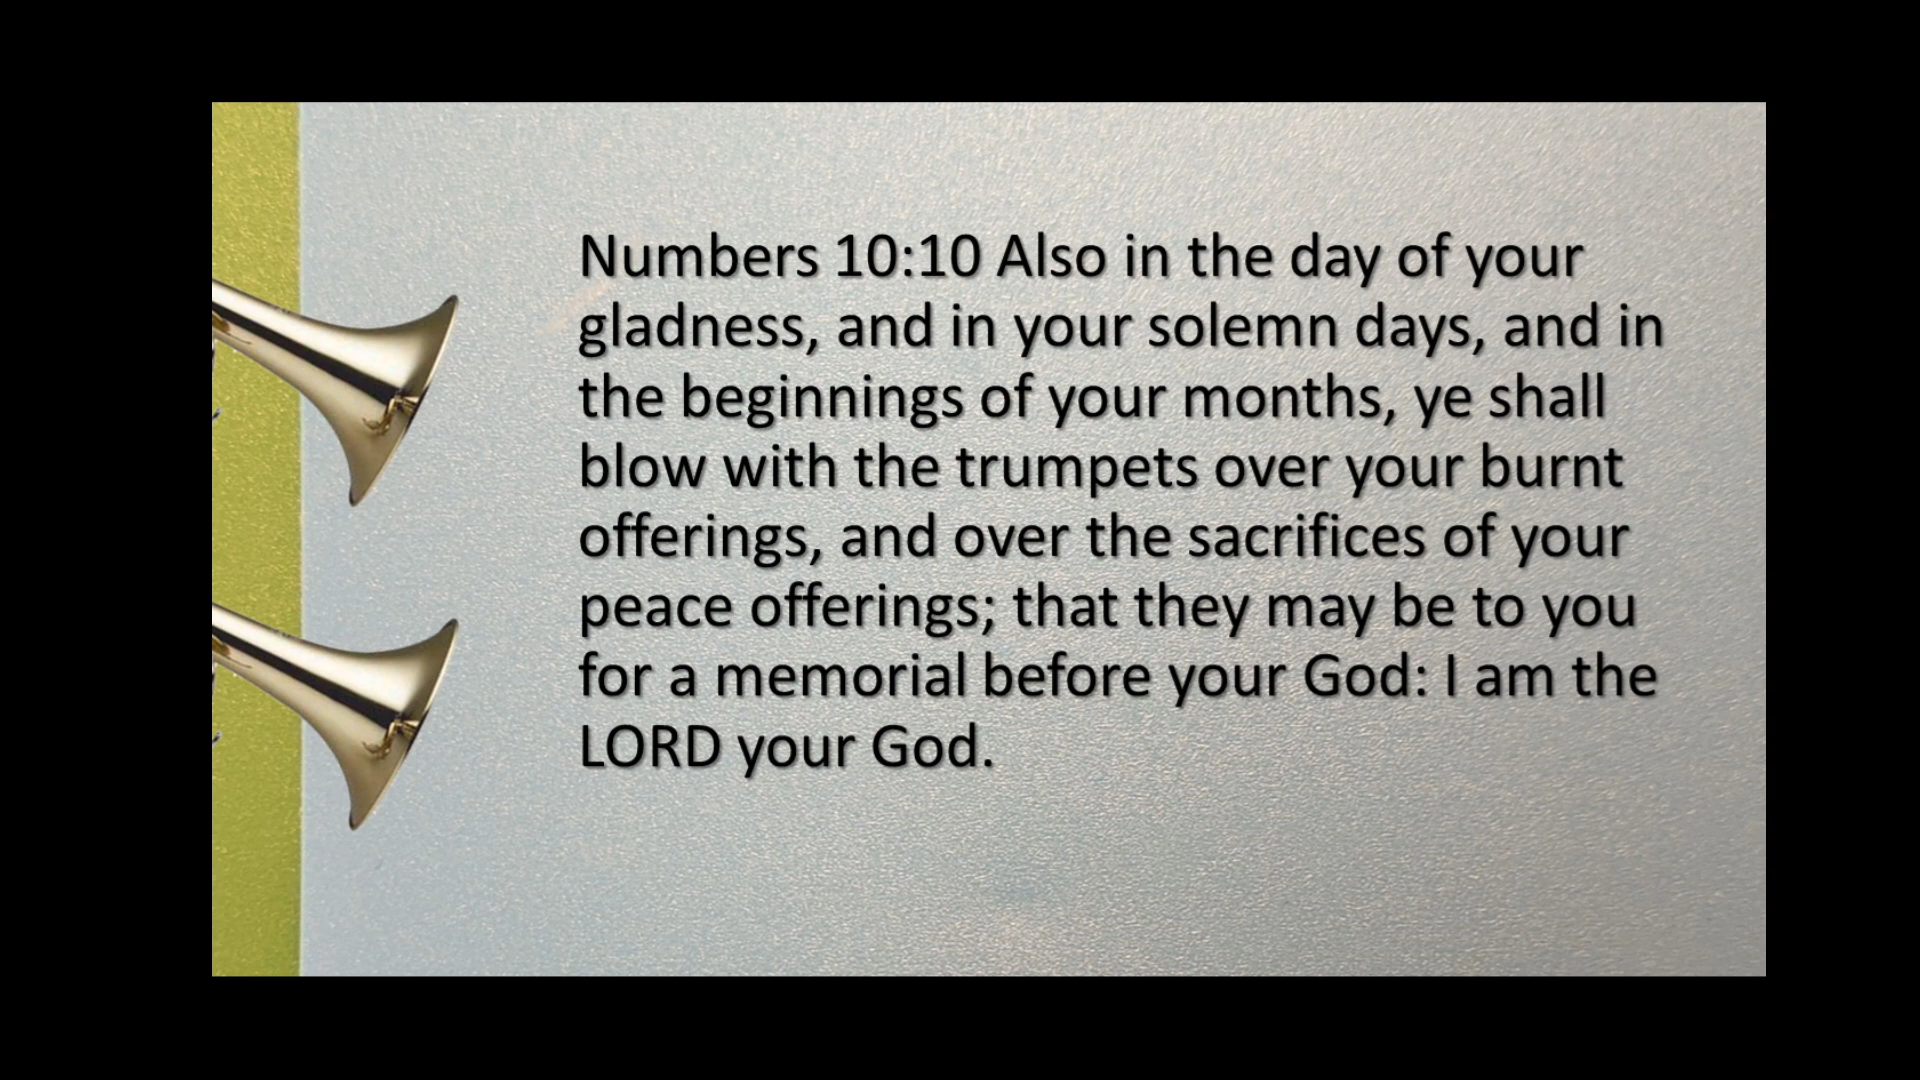 Numbers 10:10 Also in the day of your
gladness, and in your solemn days, and in
the beginnings of your months, ye shall
blow with the trumpets over your burnt
offerings, and over the sacrifices of your
peace offerings; that they may be to you
for a memorial before your God: I am the
LORD your God.